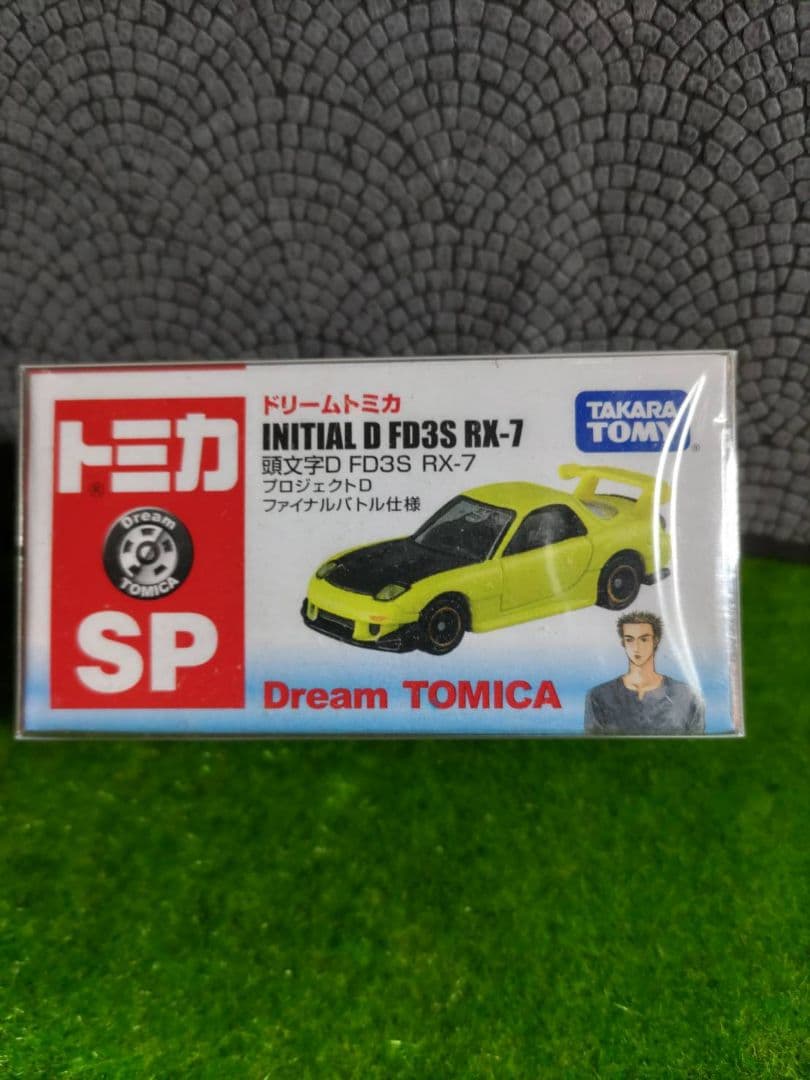 トミカ®
Dream
TOMICA
SP
ドリームトミカ
INITIAL D FD3S RX-7
頭文字D FD3S RX-7
プロジェクトD
ファイナルバトル仕様
TAKARA
TOMY®
Dream TOMICA